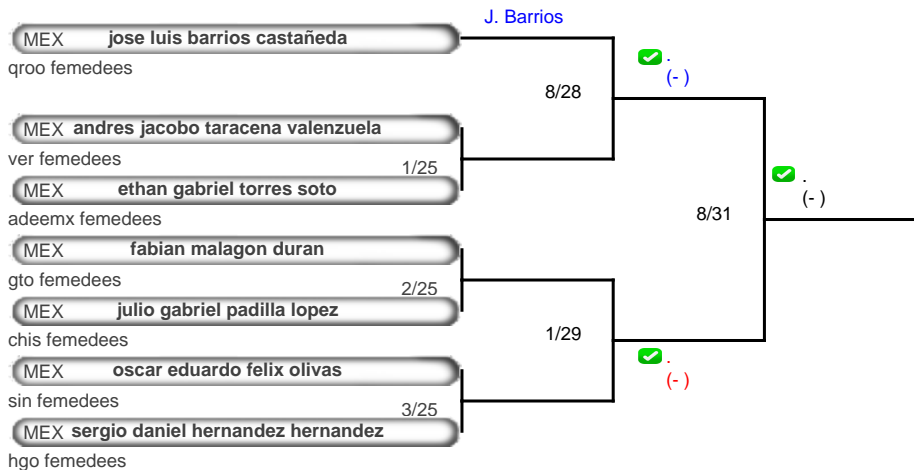 J. Barrios
MEX jose luis barrios castañeda
qroo femedees
.
(- )
8/28
MEX andres jacobo taracena valenzuela
ver femedees
1/25
.
(- )
MEX ethan gabriel torres soto
adeemx femedees
8/31
MEX fabian malagon duran
gto femedees
2/25
MEX julio gabriel padilla lopez
chis femedees
1/29
.
(- )
MEX oscar eduardo felix olivas
sin femedees
3/25
MEX sergio daniel hernandez hernandez
hgo femedees